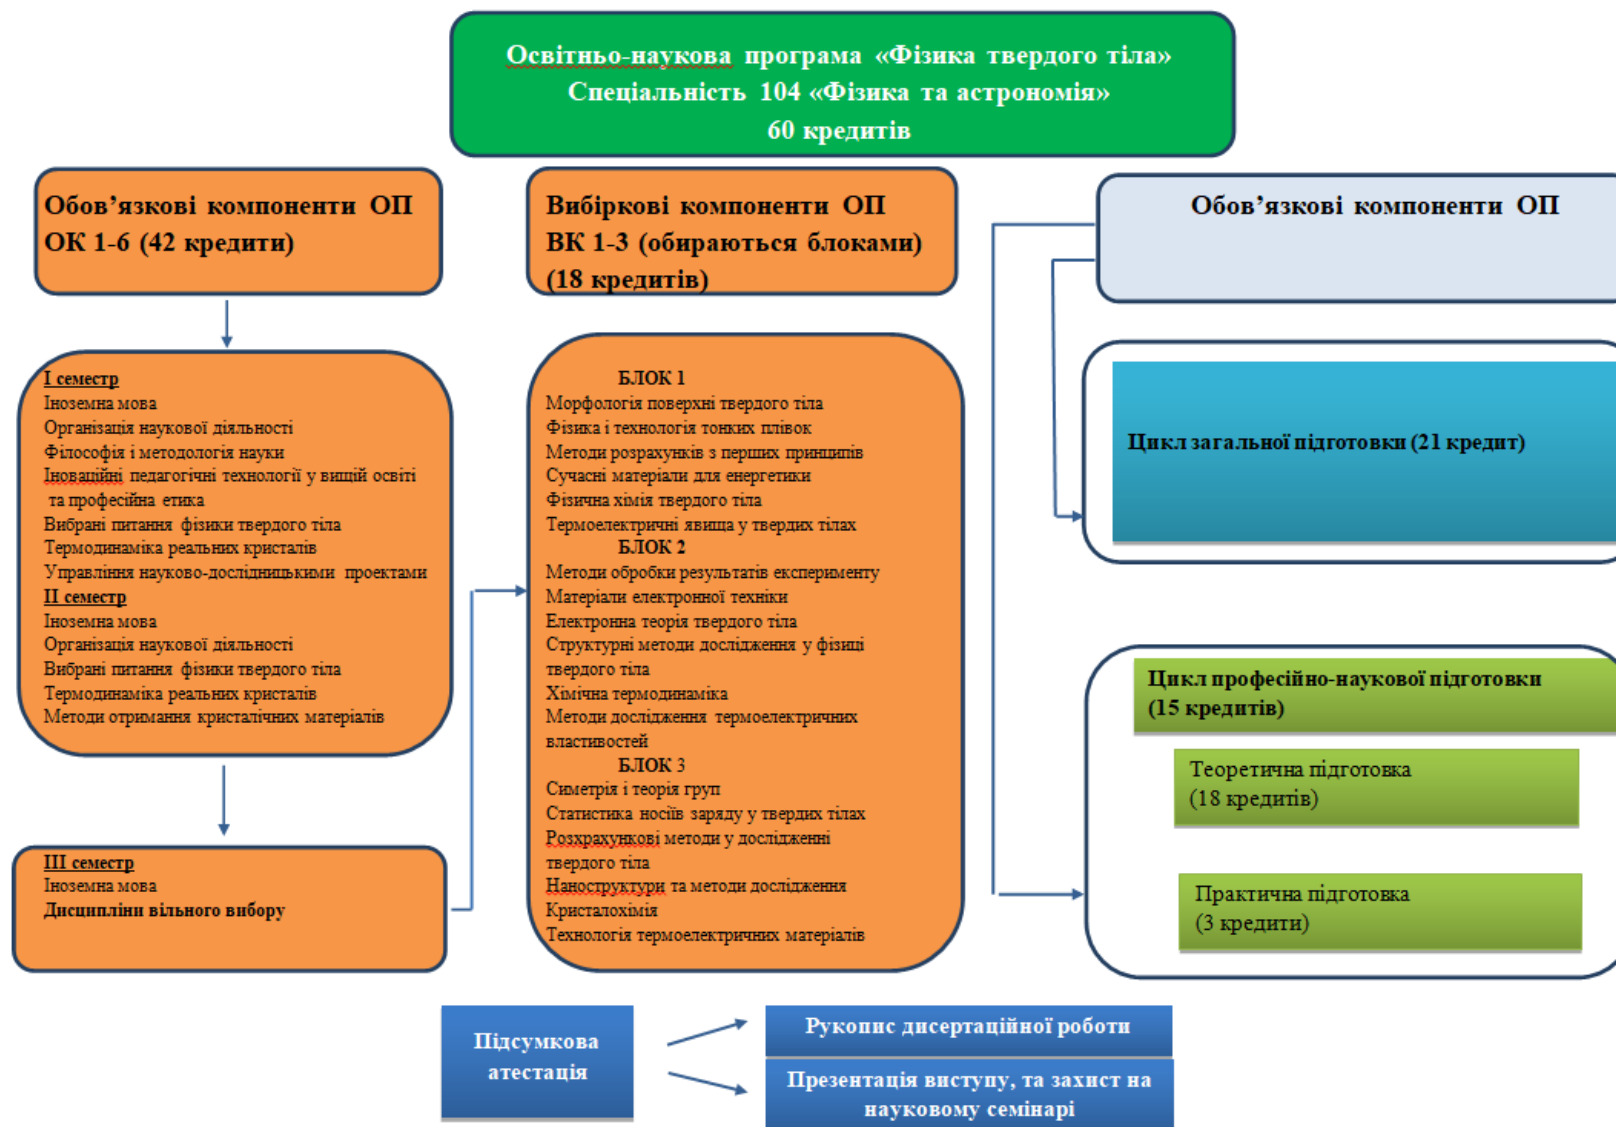 Освітньо-наукова програма «Фізика твердого тіла»
Спеціальність 104 «Фізика та астрономія»
60 кредитів
Обов’язкові компоненти ОП
ОК 1-6 (42 кредити)
Вибіркові компоненти ОП
ВК 1-3 (обираються блоками)
(18 кредитів)
Обов’язкові компоненти ОП
I семестр
Іноземна мова
Організація наукової діяльності
Філософія і методологія науки
Іноваційні педагогічні технології у вищій освіті
та професійна етика
Вибрані питання фізики твердого тіла
Термодинаміка реальних кристалів
Управління науково-дослідницькими проектами
II семестр
Іноземна мова
Організація наукової діяльності
Вибрані питання фізики твердого тіла
Термодинаміка реальних кристалів
Методи отримання кристалічних матеріалів
III семестр
Іноземна мова
Дисципліни вільного вибору
БЛОК 1
Морфологія поверхні твердого тіла
Фізика і технологія тонких плівок
Методи розрахунків з перших принципів
Сучасні матеріали для енергетики
Фізична хімія твердого тіла
Термоелектричні явища у твердих тілах
БЛОК 2
Методи обробки результатів експерименту
Матеріали електронної техніки
Електронна теорія твердого тіла
Структурні методи дослідження у фізиці
твердого тіла
Хімічна термодинаміка
Методи дослідження термоелектричних
властивостей
БЛОК 3
Симетрія і теорія груп
Статистика носіїв заряду у твердих тілах
Розхрахункові методи у дослідженні
твердого тіла
Наноструктури та методи дослідження
Кристалохімія
Технологія термоелектричних матеріалів
Цикл загальної підготовки (21 кредит)
Цикл професійно-наукової підготовки
(15 кредитів)
Теоретична підготовка
(18 кредитів)
Практична підготовка
(3 кредити)
Підсумкова
атестація
Рукопис дисертаційної роботи
Презентація виступу, та захист на
науковому семінарі